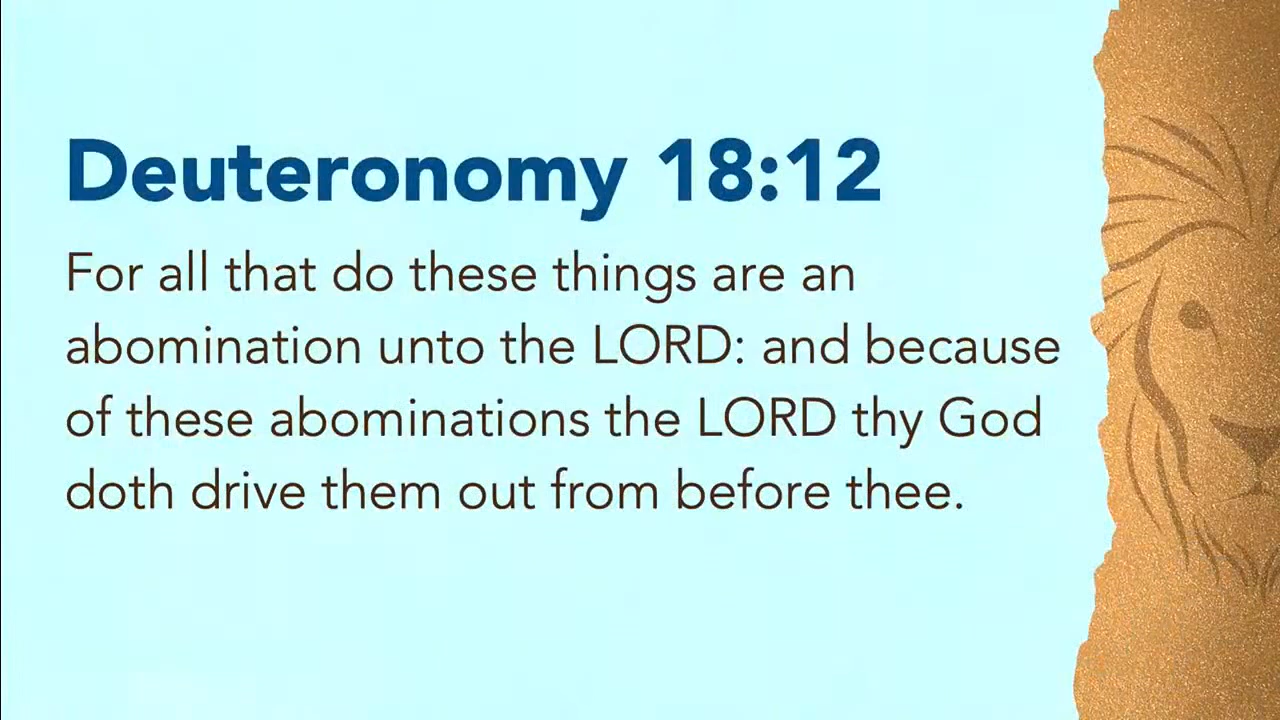 Deuteronomy 18:12
For all that do these things are an
abomination unto the LORD: and because
of these abominations the LORD thy God
doth drive them out from before thee.